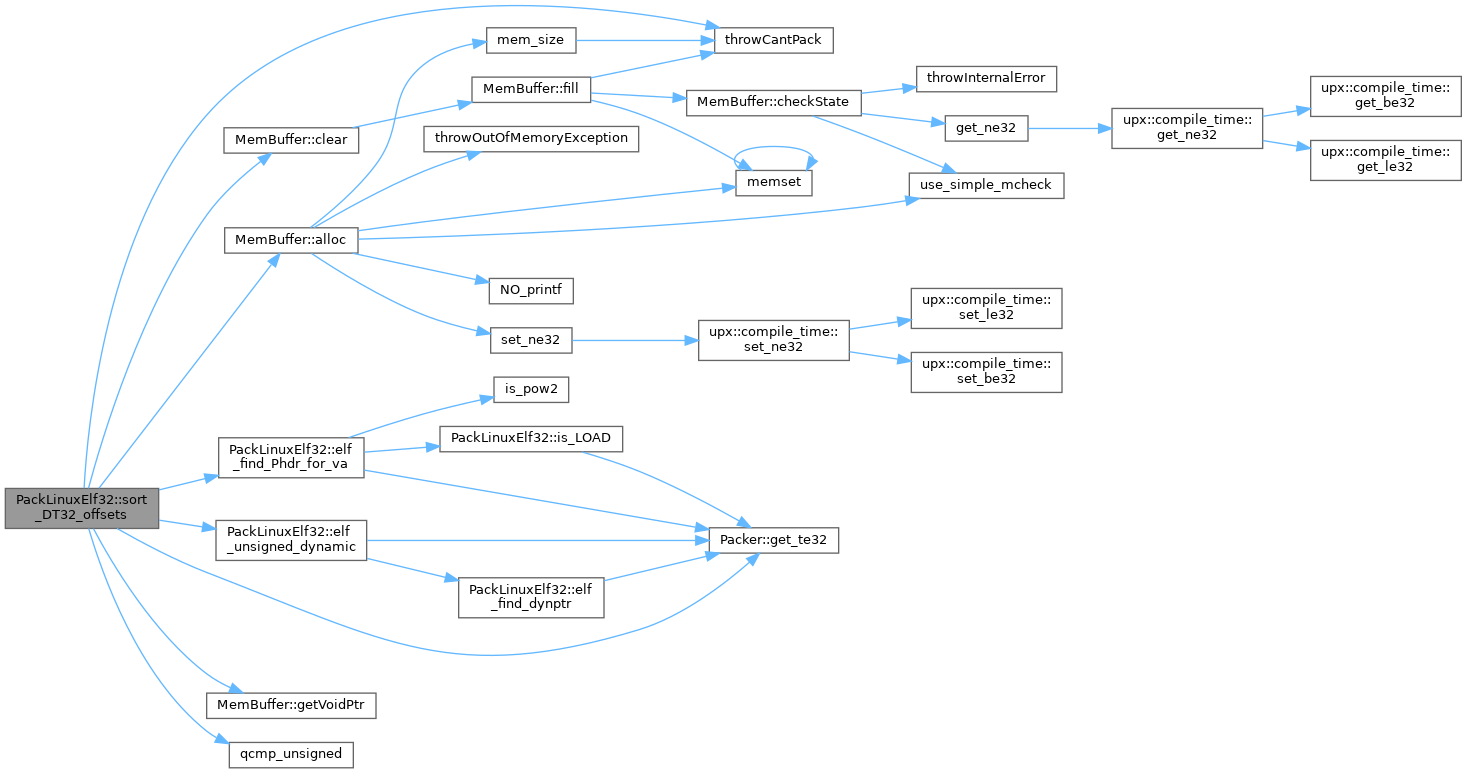 mem_size
throwCantPack
MemBuffer::fill
throwInternalError
MemBuffer::checkState
upx::compile_time::
get_be32
get_ne32
upx::compile_time::
get_ne32
MemBuffer::clear
throwOutOfMemoryException
upx::compile_time::
get_le32
memset
use_simple_mcheck
MemBuffer::alloc
NO_printf
upx::compile_time::
set_le32
set_ne32
upx::compile_time::
set_ne32
upx::compile_time::
set_be32
is_pow2
PackLinuxElf32::is_LOAD
PackLinuxElf32::elf
_find_Phdr_for_va
PackLinuxElf32::sort
_DT32_offsets
PackLinuxElf32::elf
_unsigned_dynamic
Packer::get_te32
PackLinuxElf32::elf
_find_dynptr
MemBuffer::getVoidPtr
qcmp_unsigned